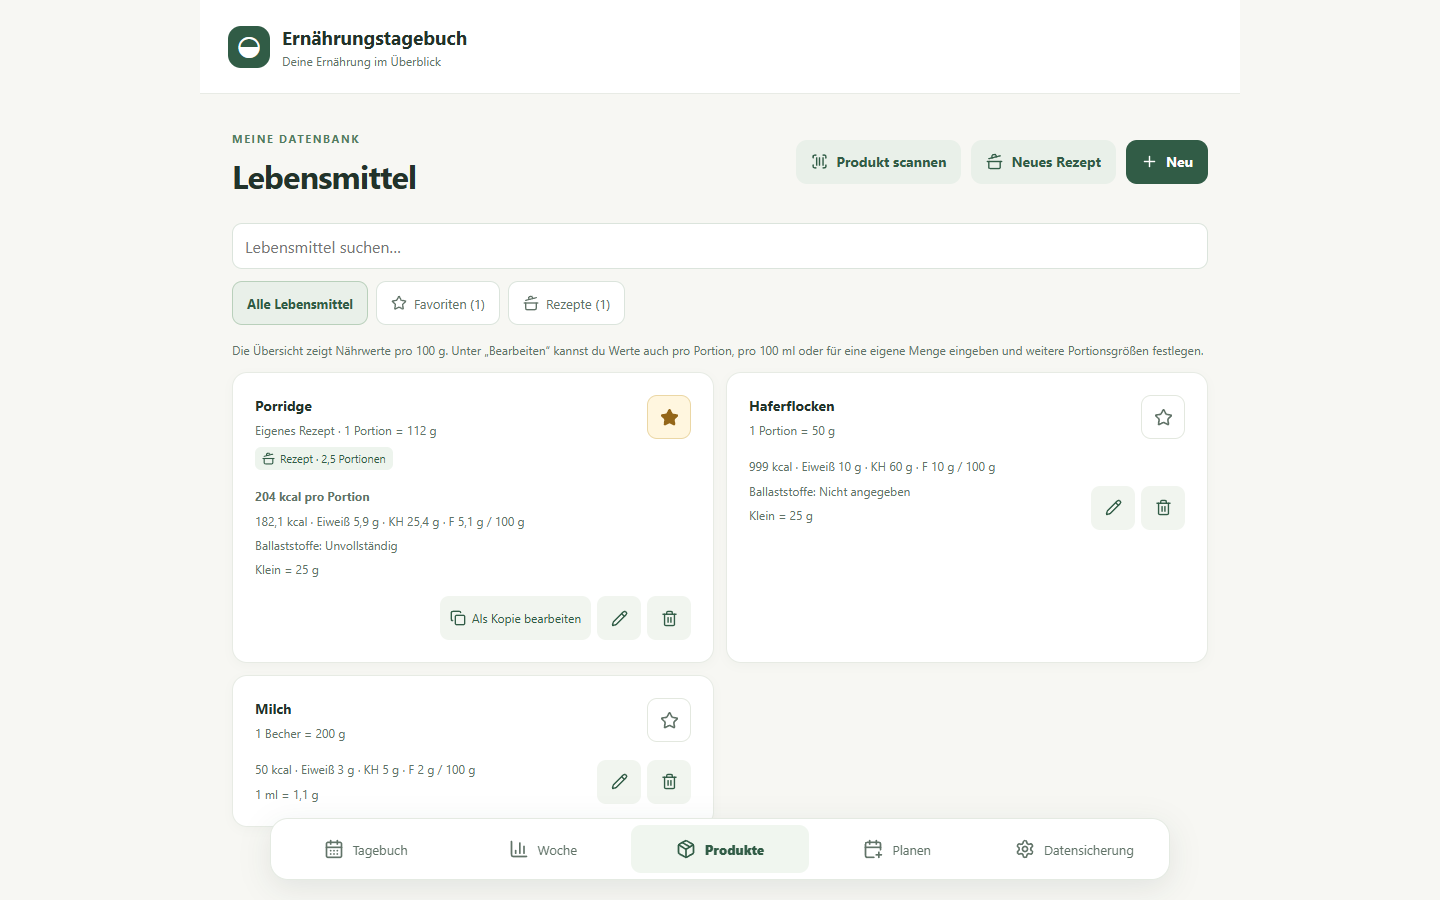 Ernährungstagebuch
Deine Ernährung im Überblick
MEINE DATENBANK
Lebensmittel
Produkt scannen
Neues Rezept
Neu
Lebensmittel suchen...
Alle Lebensmittel
Favoriten (1)
Rezepte (1)
Die Übersicht zeigt Nährwerte pro 100 g. Unter „Bearbeiten“ kannst du Werte auch pro Portion, pro 100 ml oder für eine eigene Menge eingeben und weitere Portionsgrößen festlegen.
Porridge
Eigenes Rezept · 1 Portion = 112 g
Rezept · 2,5 Portionen
204 kcal pro Portion
182,1 kcal · Eiweiß 5,9 g · KH 25,4 g · F 5,1 g / 100 g
Ballaststoffe: Unvollständig
Klein = 25 g
Als Kopie bearbeiten
Haferflocken
1 Portion = 50 g
999 kcal · Eiweiß 10 g · KH 60 g · F 10 g / 100 g
Ballaststoffe: Nicht angegeben
Klein = 25 g
Milch
1 Becher = 200 g
50 kcal · Eiweiß 3 g · KH 5 g · F 2 g / 100 g
1 ml = 1,1 g
Tagebuch
Woche
Produkte
Planen
Datensicherung